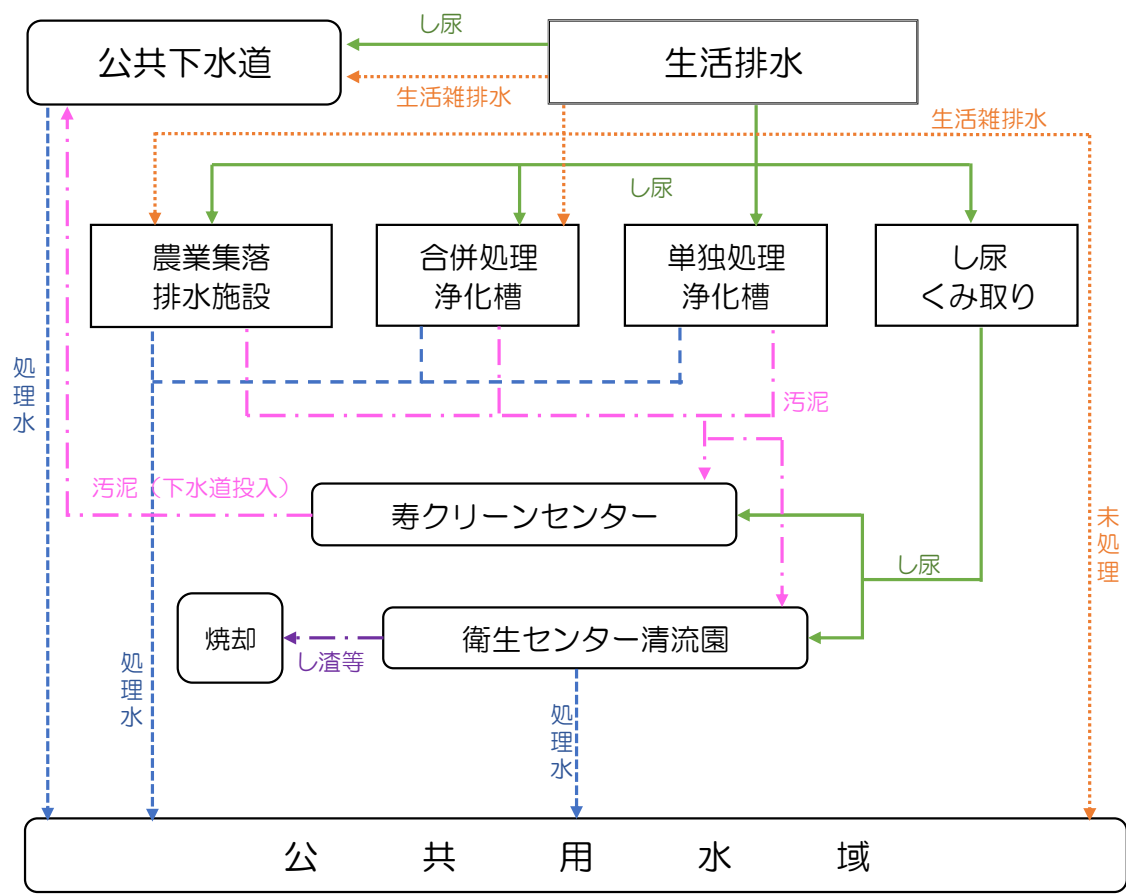 し尿
公共下水道
生活排水
生活雑排水
生活雑排水
し尿
農業集落
排水施設
合併処理
浄化槽
単独処理
浄化槽
し尿
くみ取り
処理水
汚泥
汚泥（下水道投入）
寿クリーンセンター
未処理
し尿
焼却
衛生センター清流園
し渣等
処理水
処理水
公共用水域